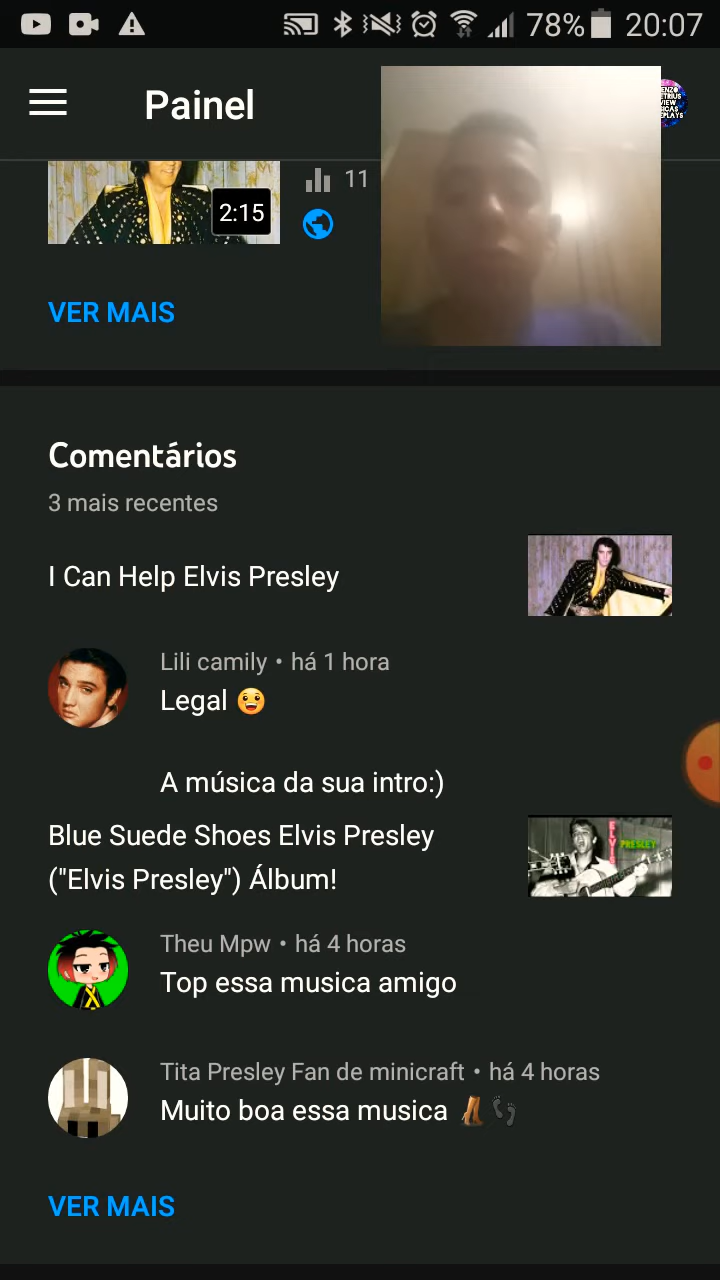 78% 20:07
Painel
ENZO
VIEW
2:15
11
VER MAIS
Comentários
3 mais recentes
I Can Help Elvis Presley
Lili camily • há 1 hora
Legal 😀
A música da sua intro:)
Blue Suede Shoes Elvis Presley
("Elvis Presley") Álbum!
ELVIS
PRESLEY
Theu Mpw • há 4 horas
Top essa musica amigo
Tita Presley Fan de minicraft • há 4 horas
Muito boa essa musica 👢👣
VER MAIS